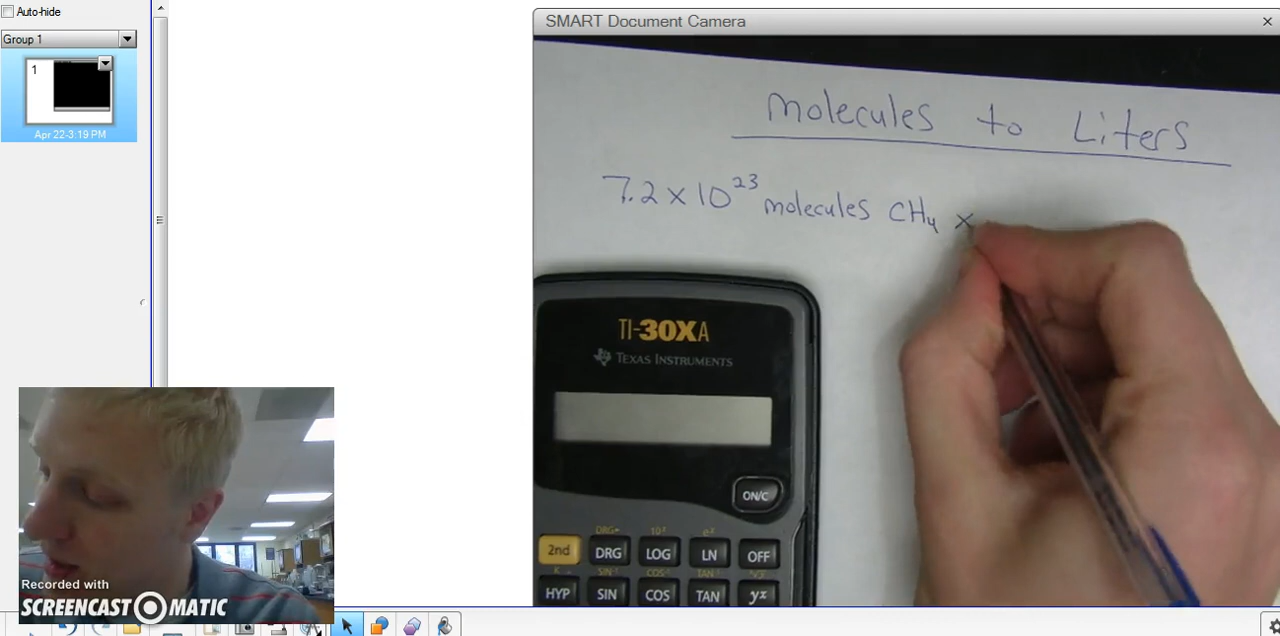 Auto-hide
Group 1
1
Apr 22-3:19 PM
SMART Document Camera
molecules to Liters
7.2 x 10²³ molecules CH₄ x
TI-30XA
TEXAS INSTRUMENTS
ON/C
2nd DRG LOG LN OFF
HYP SIN COS TAN yˣ
Recorded with
SCREENCAST-O-MATIC